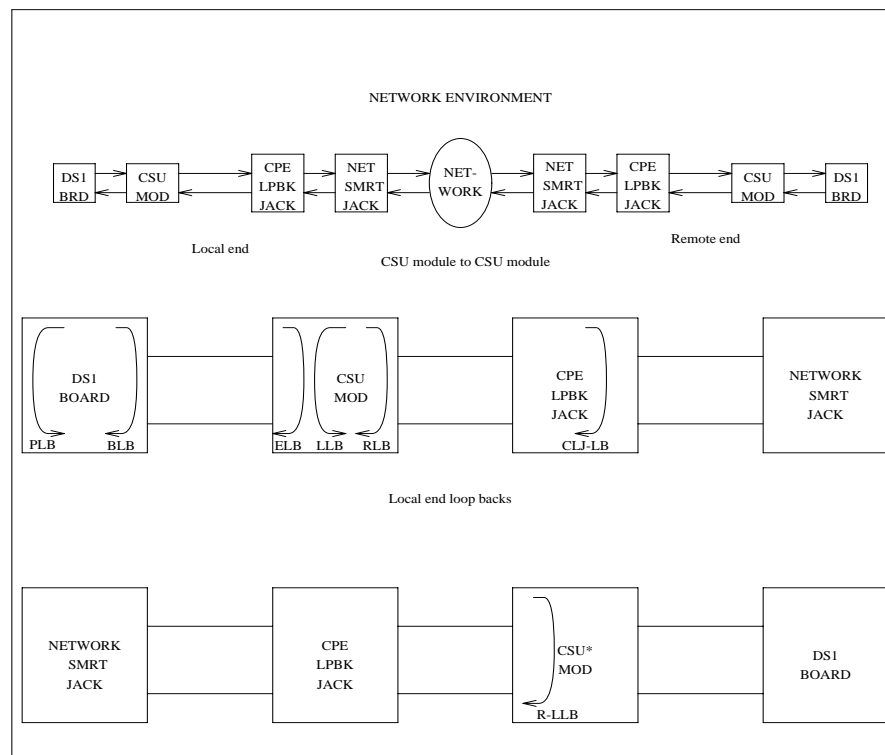 NETWORK ENVIRONMENT
DS1
BRD
CSU
MOD
CPE
LPBK
JACK
NET
SMRT
JACK
NET-
WORK
NET
SMRT
JACK
CPE
LPBK
JACK
CSU
MOD
DS1
BRD
Local end
Remote end
CSU module to CSU module
DS1
BOARD
PLB
BLB
CSU
MOD
ELB
LLB
RLB
CPE
LPBK
JACK
CLJ-LB
NETWORK
SMRT
JACK
Local end loop backs
NETWORK
SMRT
JACK
CPE
LPBK
JACK
CSU*
MOD
R-LLB
DS1
BOARD